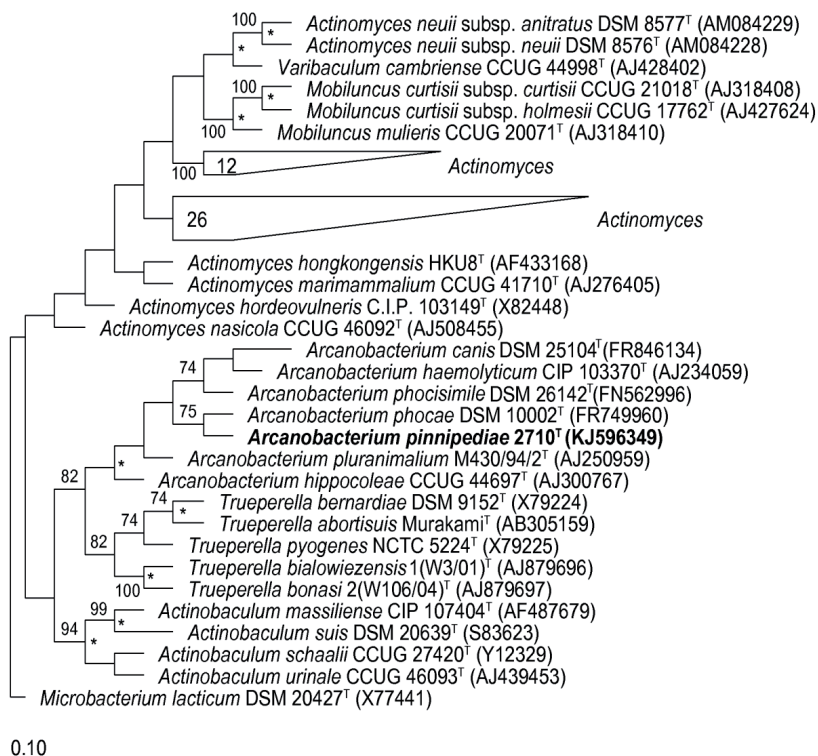 100
Actinomyces neuii subsp. anitratus DSM 8577ᵀ (AM084229)
*
Actinomyces neuii subsp. neuii DSM 8576ᵀ (AM084228)
*
Varibaculum cambriense CCUG 44998ᵀ (AJ428402)
100
Mobiluncus curtisii subsp. curtisii CCUG 21018ᵀ (AJ318408)
*
Mobiluncus curtisii subsp. holmesii CCUG 17762ᵀ (AJ427624)
*
100
Mobiluncus mulieris CCUG 20071ᵀ (AJ318410)
100
12
Actinomyces
26
Actinomyces
Actinomyces hongkongensis HKU8ᵀ (AF433168)
Actinomyces marimammalium CCUG 41710ᵀ (AJ276405)
Actinomyces hordeovulneris C.I.P. 103149ᵀ (X82448)
Actinomyces nasicola CCUG 46092ᵀ (AJ508455)
Arcanobacterium canis DSM 25104ᵀ(FR846134)
74
Arcanobacterium haemolyticum CIP 103370ᵀ (AJ234059)
Arcanobacterium phocisimile DSM 26142ᵀ(FN562996)
75
Arcanobacterium phocae DSM 10002ᵀ (FR749960)
Arcanobacterium pinnipediae 2710ᵀ (KJ596349)
Arcanobacterium pluranimalium M430/94/2ᵀ (AJ250959)
82
*
Arcanobacterium hippocoleae CCUG 44697ᵀ (AJ300767)
74
Trueperella bernardiae DSM 9152ᵀ (X79224)
*
74
Trueperella abortisuis Murakamiᵀ (AB305159)
82
Trueperella pyogenes NCTC 5224ᵀ (X79225)
Trueperella bialowiezensis 1(W3/01)ᵀ (AJ879696)
*
100
Trueperella bonasi 2(W106/04)ᵀ (AJ879697)
99
Actinobaculum massiliense CIP 107404ᵀ (AF487679)
*
94
Actinobaculum suis DSM 20639ᵀ (S83623)
*
Actinobaculum schaalii CCUG 27420ᵀ (Y12329)
Actinobaculum urinale CCUG 46093ᵀ (AJ439453)
Microbacterium lacticum DSM 20427ᵀ (X77441)
0.10